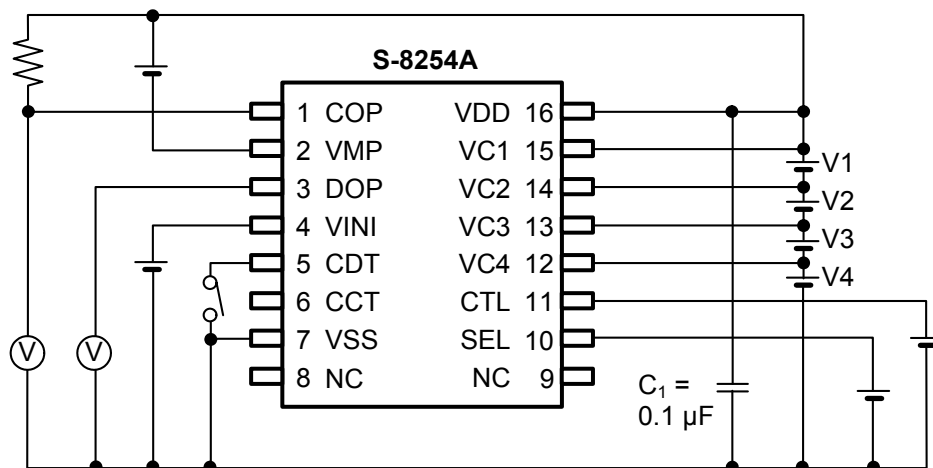 S-8254A
1 COP VDD 16
2 VMP VC1 15
3 DOP VC2 14
4 VINI VC3 13
5 CDT VC4 12
6 CCT CTL 11
7 VSS SEL 10
8 NC NC 9
V1
V2
V3
V4
V
V
C₁ =
0.1 µF